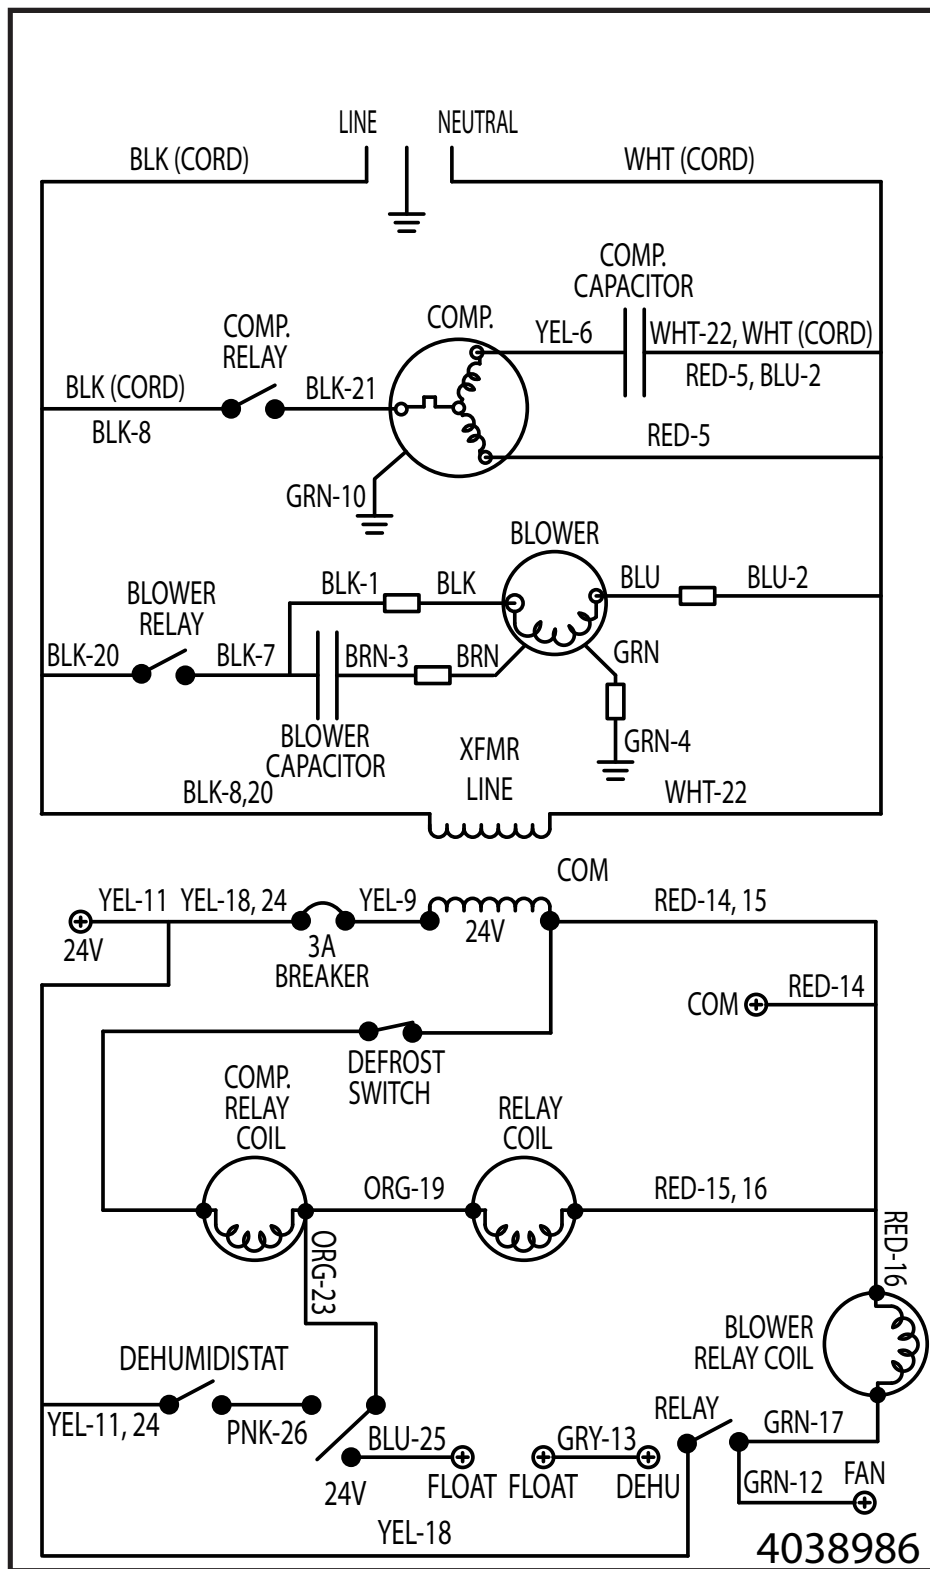 LINE
NEUTRAL
BLK (CORD)
WHT (CORD)
COMP.
CAPACITOR
COMP.
RELAY
COMP.
YEL-6
WHT-22, WHT (CORD)
RED-5, BLU-2
BLK (CORD)
BLK-8
BLK-21
RED-5
GRN-10
BLOWER
BLOWER
RELAY
BLK-1
BLK
BLU
BLU-2
BLK-20
BLK-7
BRN-3
BRN
GRN
BLOWER
CAPACITOR
XFMR
LINE
GRN-4
BLK-8,20
WHT-22
COM
YEL-11
YEL-18, 24
YEL-9
RED-14, 15
24V
3A
BREAKER
24V
COM
RED-14
DEFROST
SWITCH
COMP.
RELAY
COIL
RELAY
COIL
ORG-19
RED-15, 16
ORG-23
RED-16
BLOWER
RELAY COIL
DEHUMIDISTAT
YEL-11, 24
PNK-26
RELAY
GRN-17
BLU-25
GRY-13
24V
FLOAT
FLOAT
DEHU
GRN-12
FAN
YEL-18
4038986